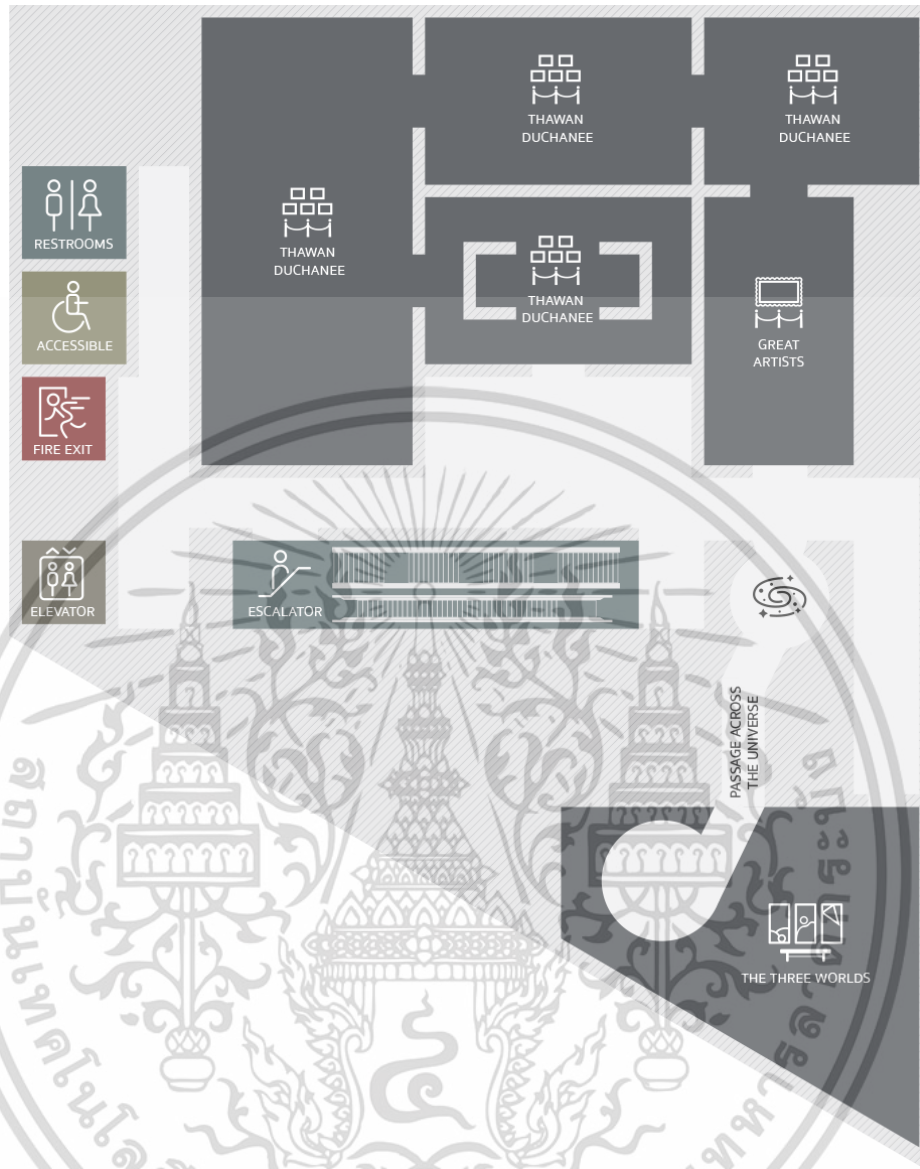 THAWAN
DUCHANEE
THAWAN
DUCHANEE
RESTROOMS
THAWAN
DUCHANEE
THAWAN
DUCHANEE
ACCESSIBLE
GREAT
ARTISTS
FIRE EXIT
ELEVATOR
ESCALATOR
PASSAGE ACROSS
THE UNIVERSE
THE THREE WORLDS